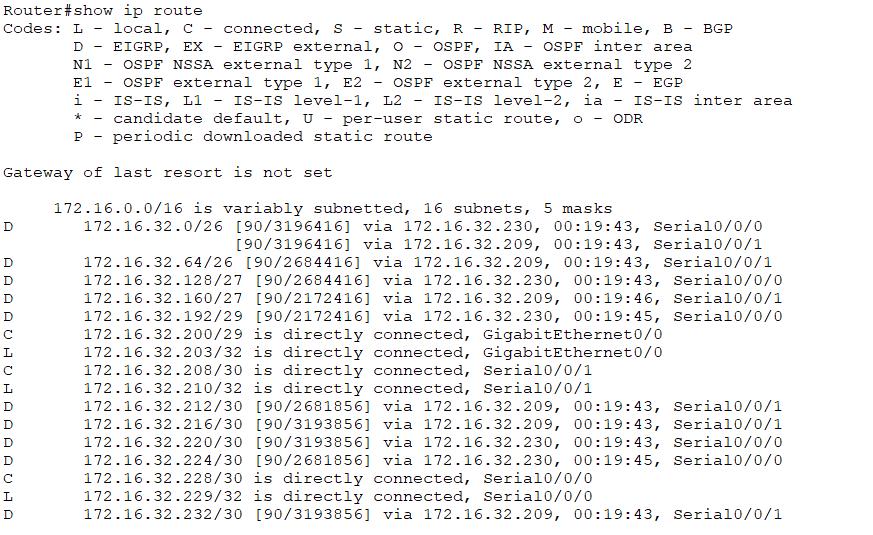 Router#show ip route
Codes: L - local, C - connected, S - static, R - RIP, M - mobile, B - BGP
       D - EIGRP, EX - EIGRP external, O - OSPF, IA - OSPF inter area
       N1 - OSPF NSSA external type 1, N2 - OSPF NSSA external type 2
       E1 - OSPF external type 1, E2 - OSPF external type 2, E - EGP
       i - IS-IS, L1 - IS-IS level-1, L2 - IS-IS level-2, ia - IS-IS inter area
       * - candidate default, U - per-user static route, o - ODR
       P - periodic downloaded static route

Gateway of last resort is not set

     172.16.0.0/16 is variably subnetted, 16 subnets, 5 masks
D       172.16.32.0/26 [90/3196416] via 172.16.32.230, 00:19:43, Serial0/0/0
                       [90/3196416] via 172.16.32.209, 00:19:43, Serial0/0/1
D       172.16.32.64/26 [90/2684416] via 172.16.32.209, 00:19:43, Serial0/0/1
D       172.16.32.128/27 [90/2684416] via 172.16.32.230, 00:19:43, Serial0/0/0
D       172.16.32.160/27 [90/2172416] via 172.16.32.209, 00:19:46, Serial0/0/1
D       172.16.32.192/29 [90/2172416] via 172.16.32.230, 00:19:45, Serial0/0/0
C       172.16.32.200/29 is directly connected, GigabitEthernet0/0
L       172.16.32.203/32 is directly connected, GigabitEthernet0/0
C       172.16.32.208/30 is directly connected, Serial0/0/1
L       172.16.32.210/32 is directly connected, Serial0/0/1
D       172.16.32.212/30 [90/2681856] via 172.16.32.209, 00:19:43, Serial0/0/1
D       172.16.32.216/30 [90/3193856] via 172.16.32.209, 00:19:43, Serial0/0/1
D       172.16.32.220/30 [90/3193856] via 172.16.32.230, 00:19:43, Serial0/0/0
D       172.16.32.224/30 [90/2681856] via 172.16.32.230, 00:19:45, Serial0/0/0
C       172.16.32.228/30 is directly connected, Serial0/0/0
L       172.16.32.229/32 is directly connected, Serial0/0/0
D       172.16.32.232/30 [90/3193856] via 172.16.32.209, 00:19:43, Serial0/0/1